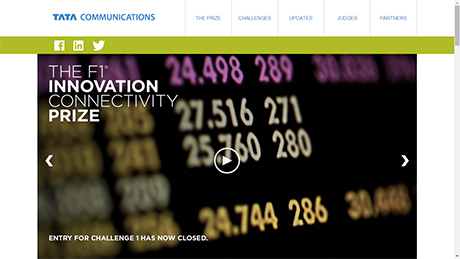 TATA COMMUNICATIONS
THE PRIZE
CHALLENGES
UPDATES
JUDGES
PARTNERS
THE F1®
INNOVATION
CONNECTIVITY
PRIZE
24.498 289 30.448
27.516 271
25.760 280
24.744 286 30.448
ENTRY FOR CHALLENGE 1 HAS NOW CLOSED.